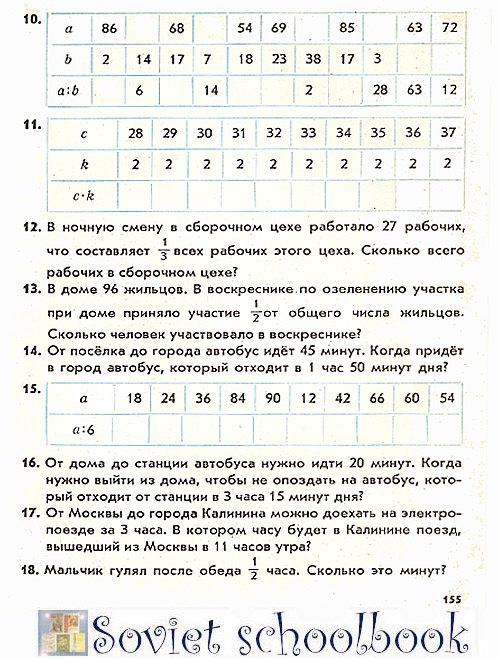 10. a 86 68 54 69 85 63 72
b 2 14 17 7 18 23 38 17 3
a:b 6 14 2 28 63 12
11. c 28 29 30 31 32 33 34 35 36 37
k 2 2 2 2 2 2 2 2 2 2
c·k
12. В ночную смену в сборочном цехе работало 27 рабочих,
что составляет 1/3 всех рабочих этого цеха. Сколько всего
рабочих в сборочном цехе?
13. В доме 96 жильцов. В воскреснике по озеленению участка
при доме приняло участие 1/2 от общего числа жильцов.
Сколько человек участвовало в воскреснике?
14. От посёлка до города автобус идёт 45 минут. Когда придёт
в город автобус, который отходит в 1 час 50 минут дня?
15. a 18 24 36 84 90 12 42 66 60 54
a:6
16. От дома до станции автобуса нужно идти 20 минут. Когда
нужно выйти из дома, чтобы не опоздать на автобус, кото-
рый отходит от станции в 3 часа 15 минут дня?
17. От Москвы до города Калинина можно доехать на электро-
поезде за 3 часа. В котором часу будет в Калинине поезд,
вышедший из Москвы в 11 часов утра?
18. Мальчик гулял после обеда 1/2 часа. Сколько это минут?
155
Soviet schoolbook